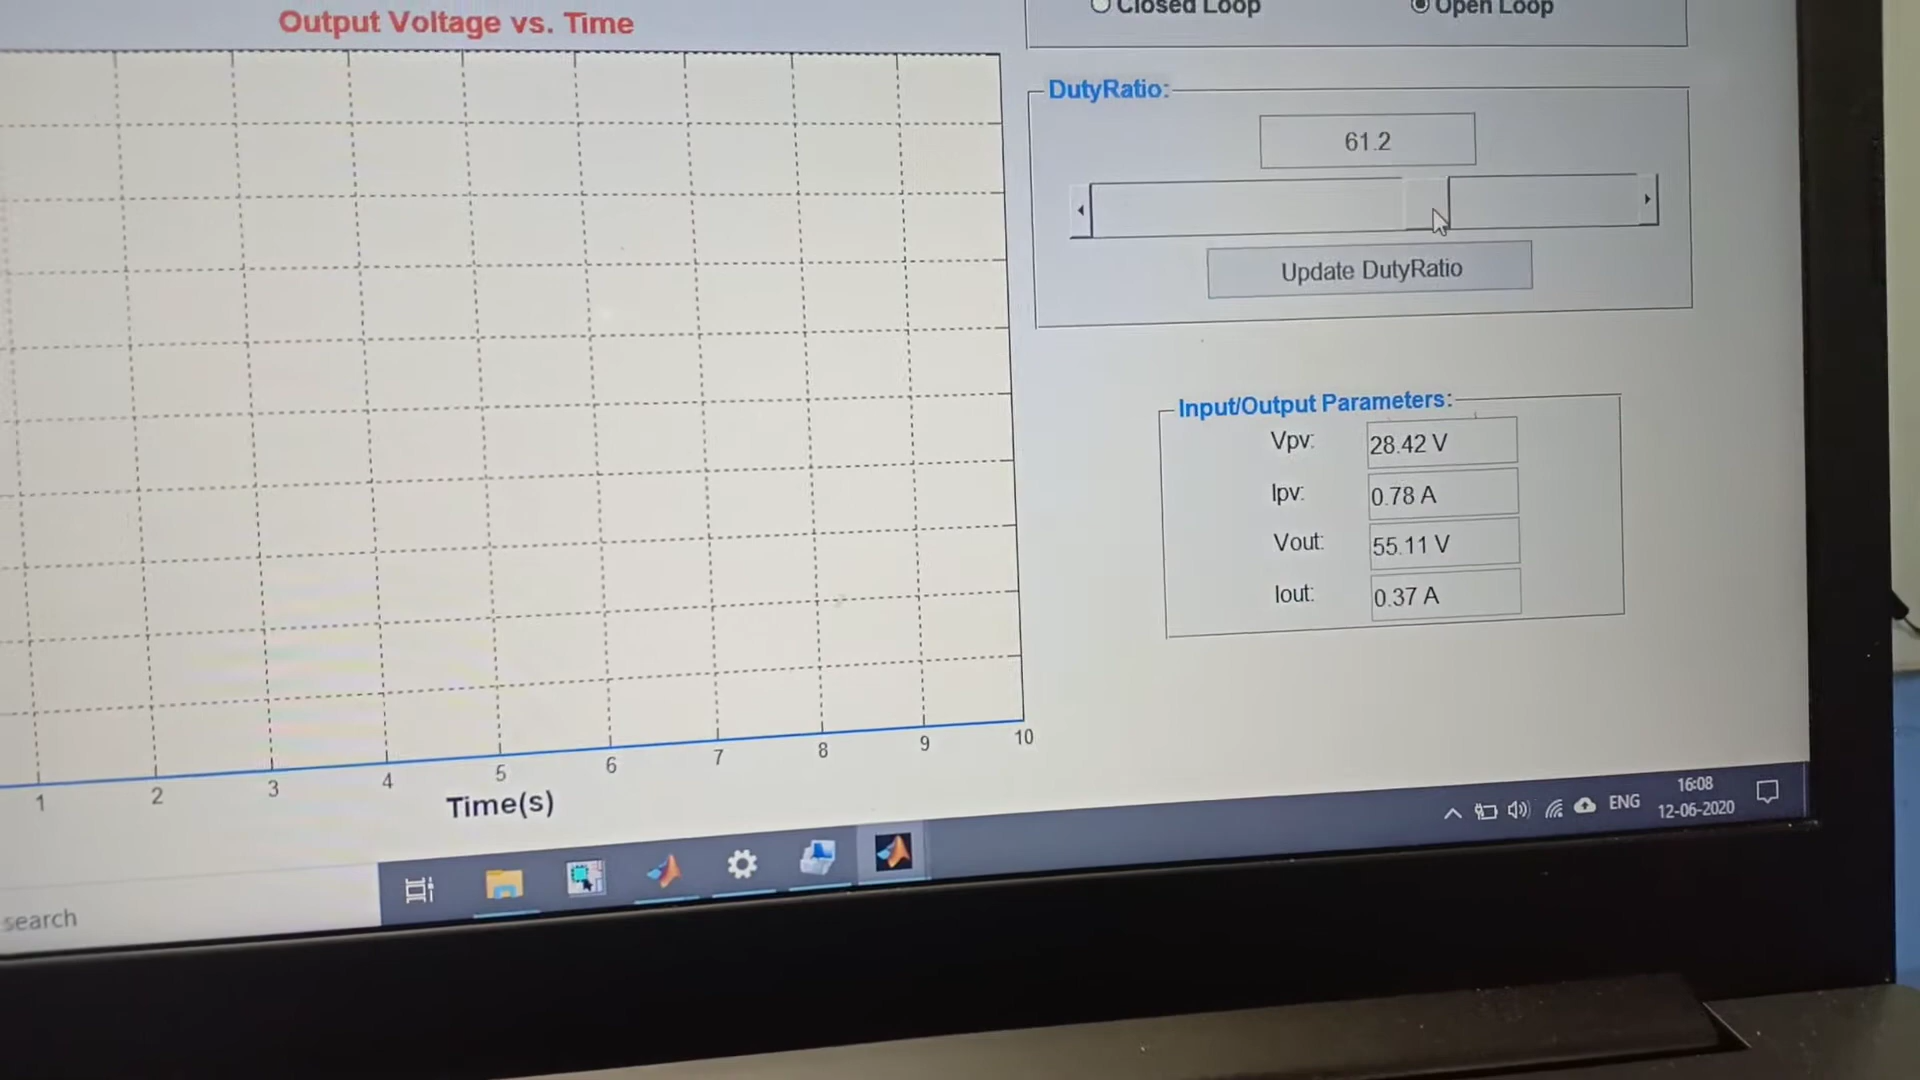 Output Voltage vs. Time
Closed Loop
Open Loop
DutyRatio:
61.2
Update DutyRatio
Input/Output Parameters:
Vpv: 28.42 V
Ipv: 0.78 A
Vout: 55.11 V
Iout: 0.37 A
1 2 3 4 5 6 7 8 9 10
Time(s)
search
ENG
16:08
12-06-2020